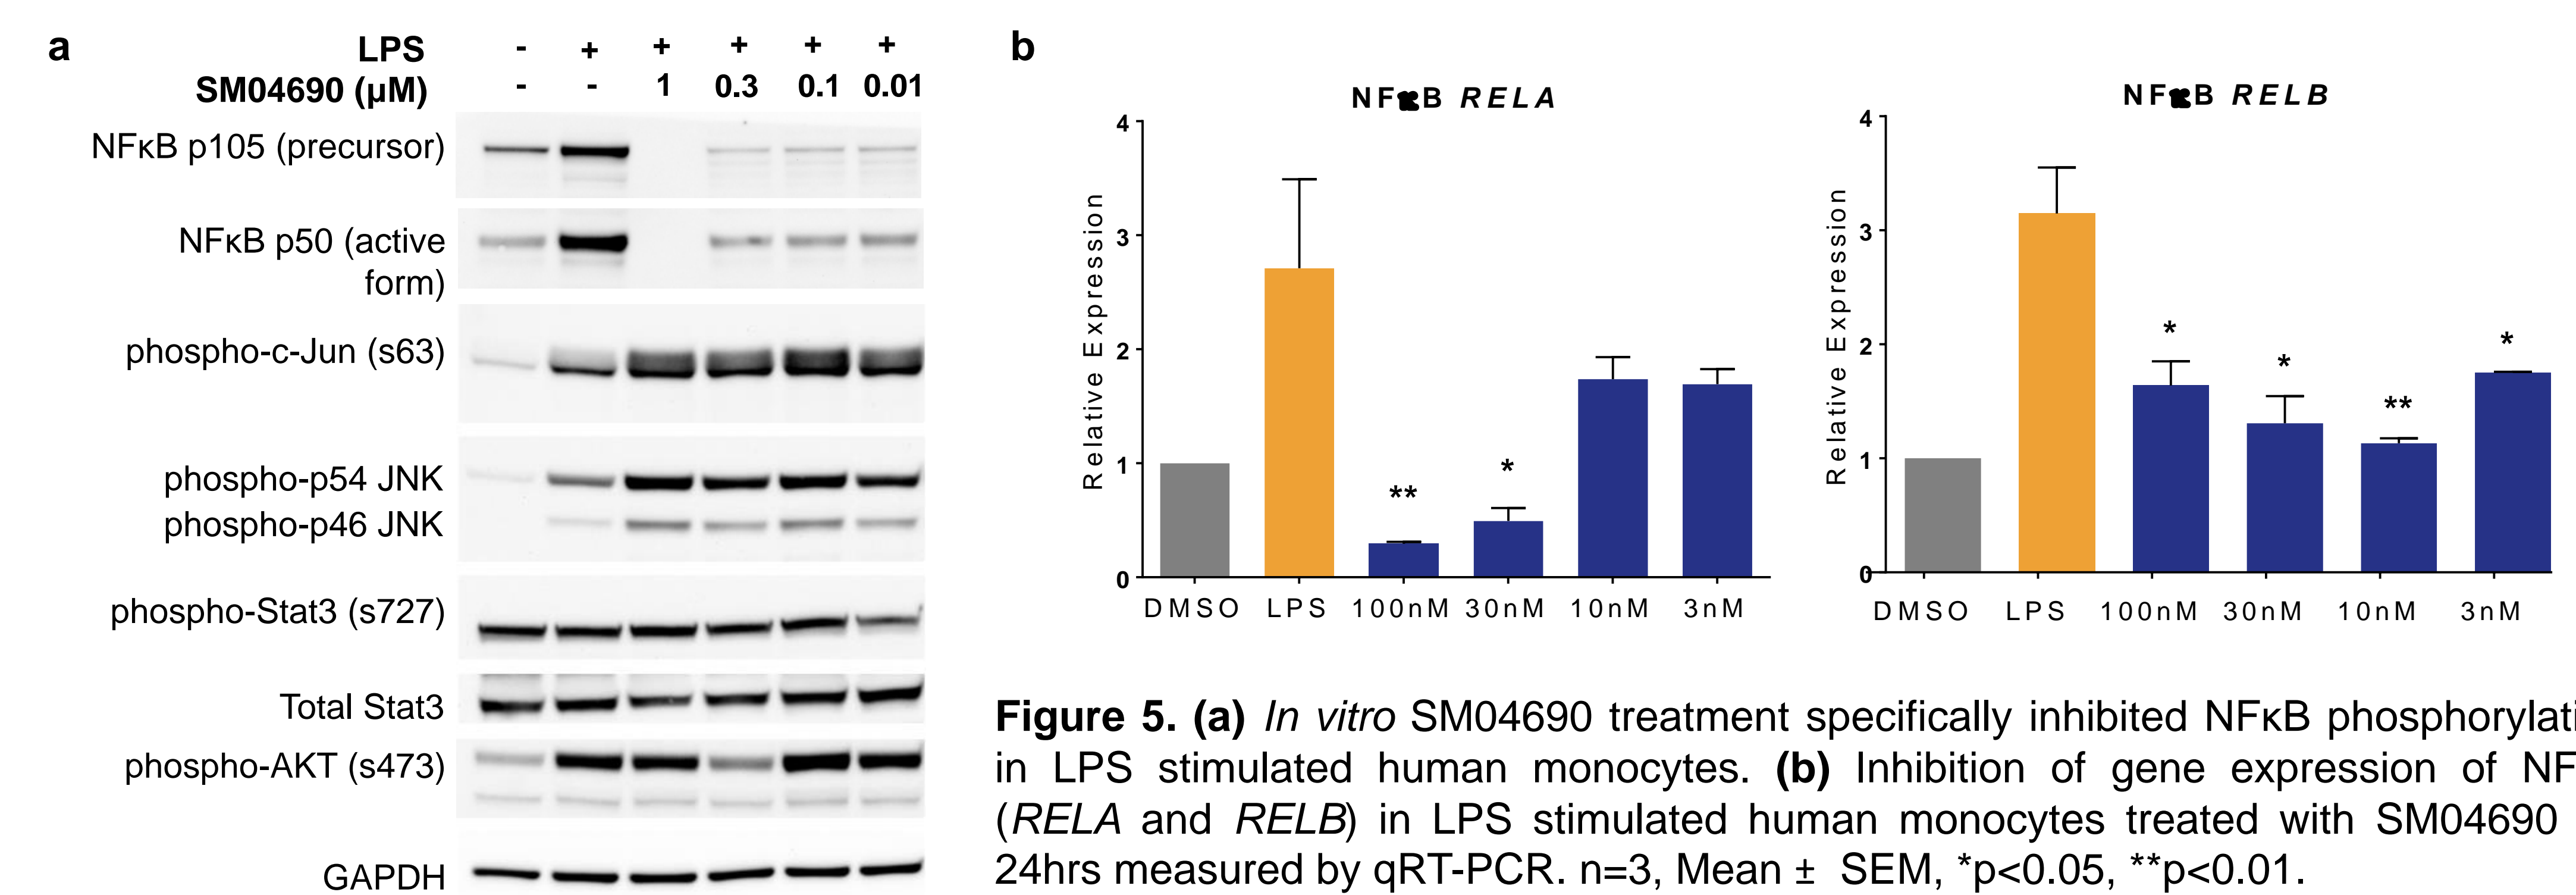 a
LPS - + + + + +
SM04690 (µM) - - 1 0.3 0.1 0.01
NFκB p105 (precursor)
NFκB p50 (active
form)
phospho-c-Jun (s63)
phospho-p54 JNK
phospho-p46 JNK
phospho-Stat3 (s727)
Total Stat3
phospho-AKT (s473)
GAPDH
b
NFκB RELA
Relative Expression
4
3
2
1
0
** *
DMSO LPS 100nM 30nM 10nM 3nM
NFκB RELB
Relative Expression
4
3
2
1
0
* * ** *
DMSO LPS 100nM 30nM 10nM 3nM
Figure 5. (a) In vitro SM04690 treatment specifically inhibited NFκB phosphorylati
in LPS stimulated human monocytes. (b) Inhibition of gene expression of NF
(RELA and RELB) in LPS stimulated human monocytes treated with SM04690
24hrs measured by qRT-PCR. n=3, Mean ± SEM, *p<0.05, **p<0.01.